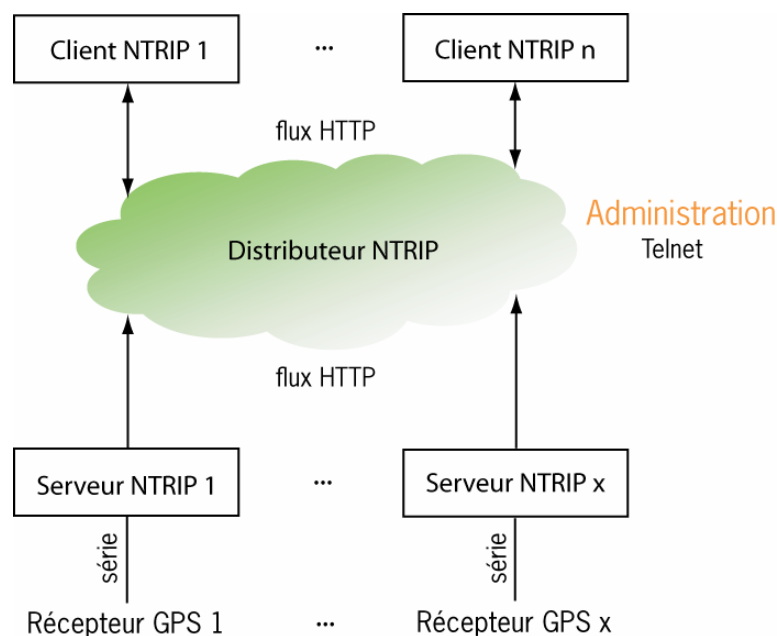 Client NTRIP 1
...
Client NTRIP n
flux HTTP
Distributeur NTRIP
Administration
Telnet
flux HTTP
Serveur NTRIP 1
...
Serveur NTRIP x
série
série
Récepteur GPS 1
...
Récepteur GPS x